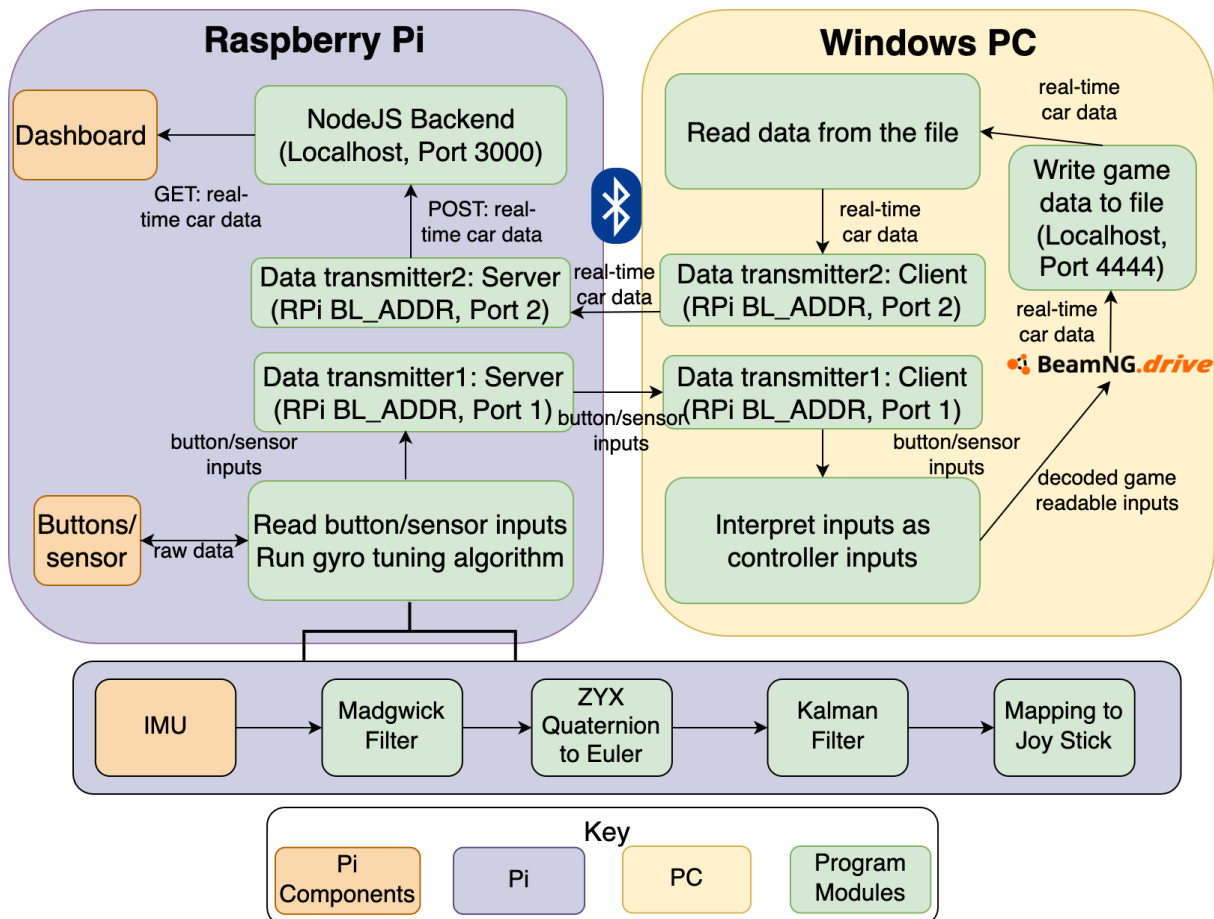 Raspberry Pi
Windows PC
Dashboard
NodeJS Backend
(Localhost, Port 3000)
GET: real-
time car data
POST: real-
time car data
Data transmitter2: Server
(RPi BL_ADDR, Port 2)
real-time
car data
Data transmitter1: Server
(RPi BL_ADDR, Port 1)
button/sensor
inputs
button/sensor
inputs
Buttons/
sensor
raw data
Read button/sensor inputs
Run gyro tuning algorithm
Read data from the file
real-time
car data
real-time
car data
Write game
data to file
(Localhost,
Port 4444)
Data transmitter2: Client
(RPi BL_ADDR, Port 2)
real-time
car data
BeamNG.drive
Data transmitter1: Client
(RPi BL_ADDR, Port 1)
button/sensor
inputs
decoded game
readable inputs
Interpret inputs as
controller inputs
IMU
Madgwick
Filter
ZYX
Quaternion
to Euler
Kalman
Filter
Mapping to
Joy Stick
Key
Pi
Components
Pi
PC
Program
Modules